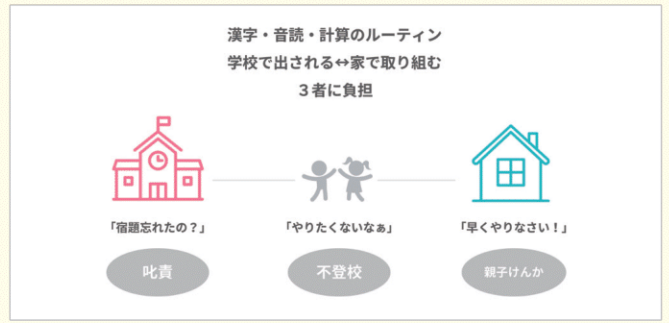 漢字・音読・計算のルーティン
学校で出される↔家で取り組む
３者に負担
「宿題忘れたの？」
「やりたくないなぁ」
「早くやりなさい！」
叱責
不登校
親子けんか